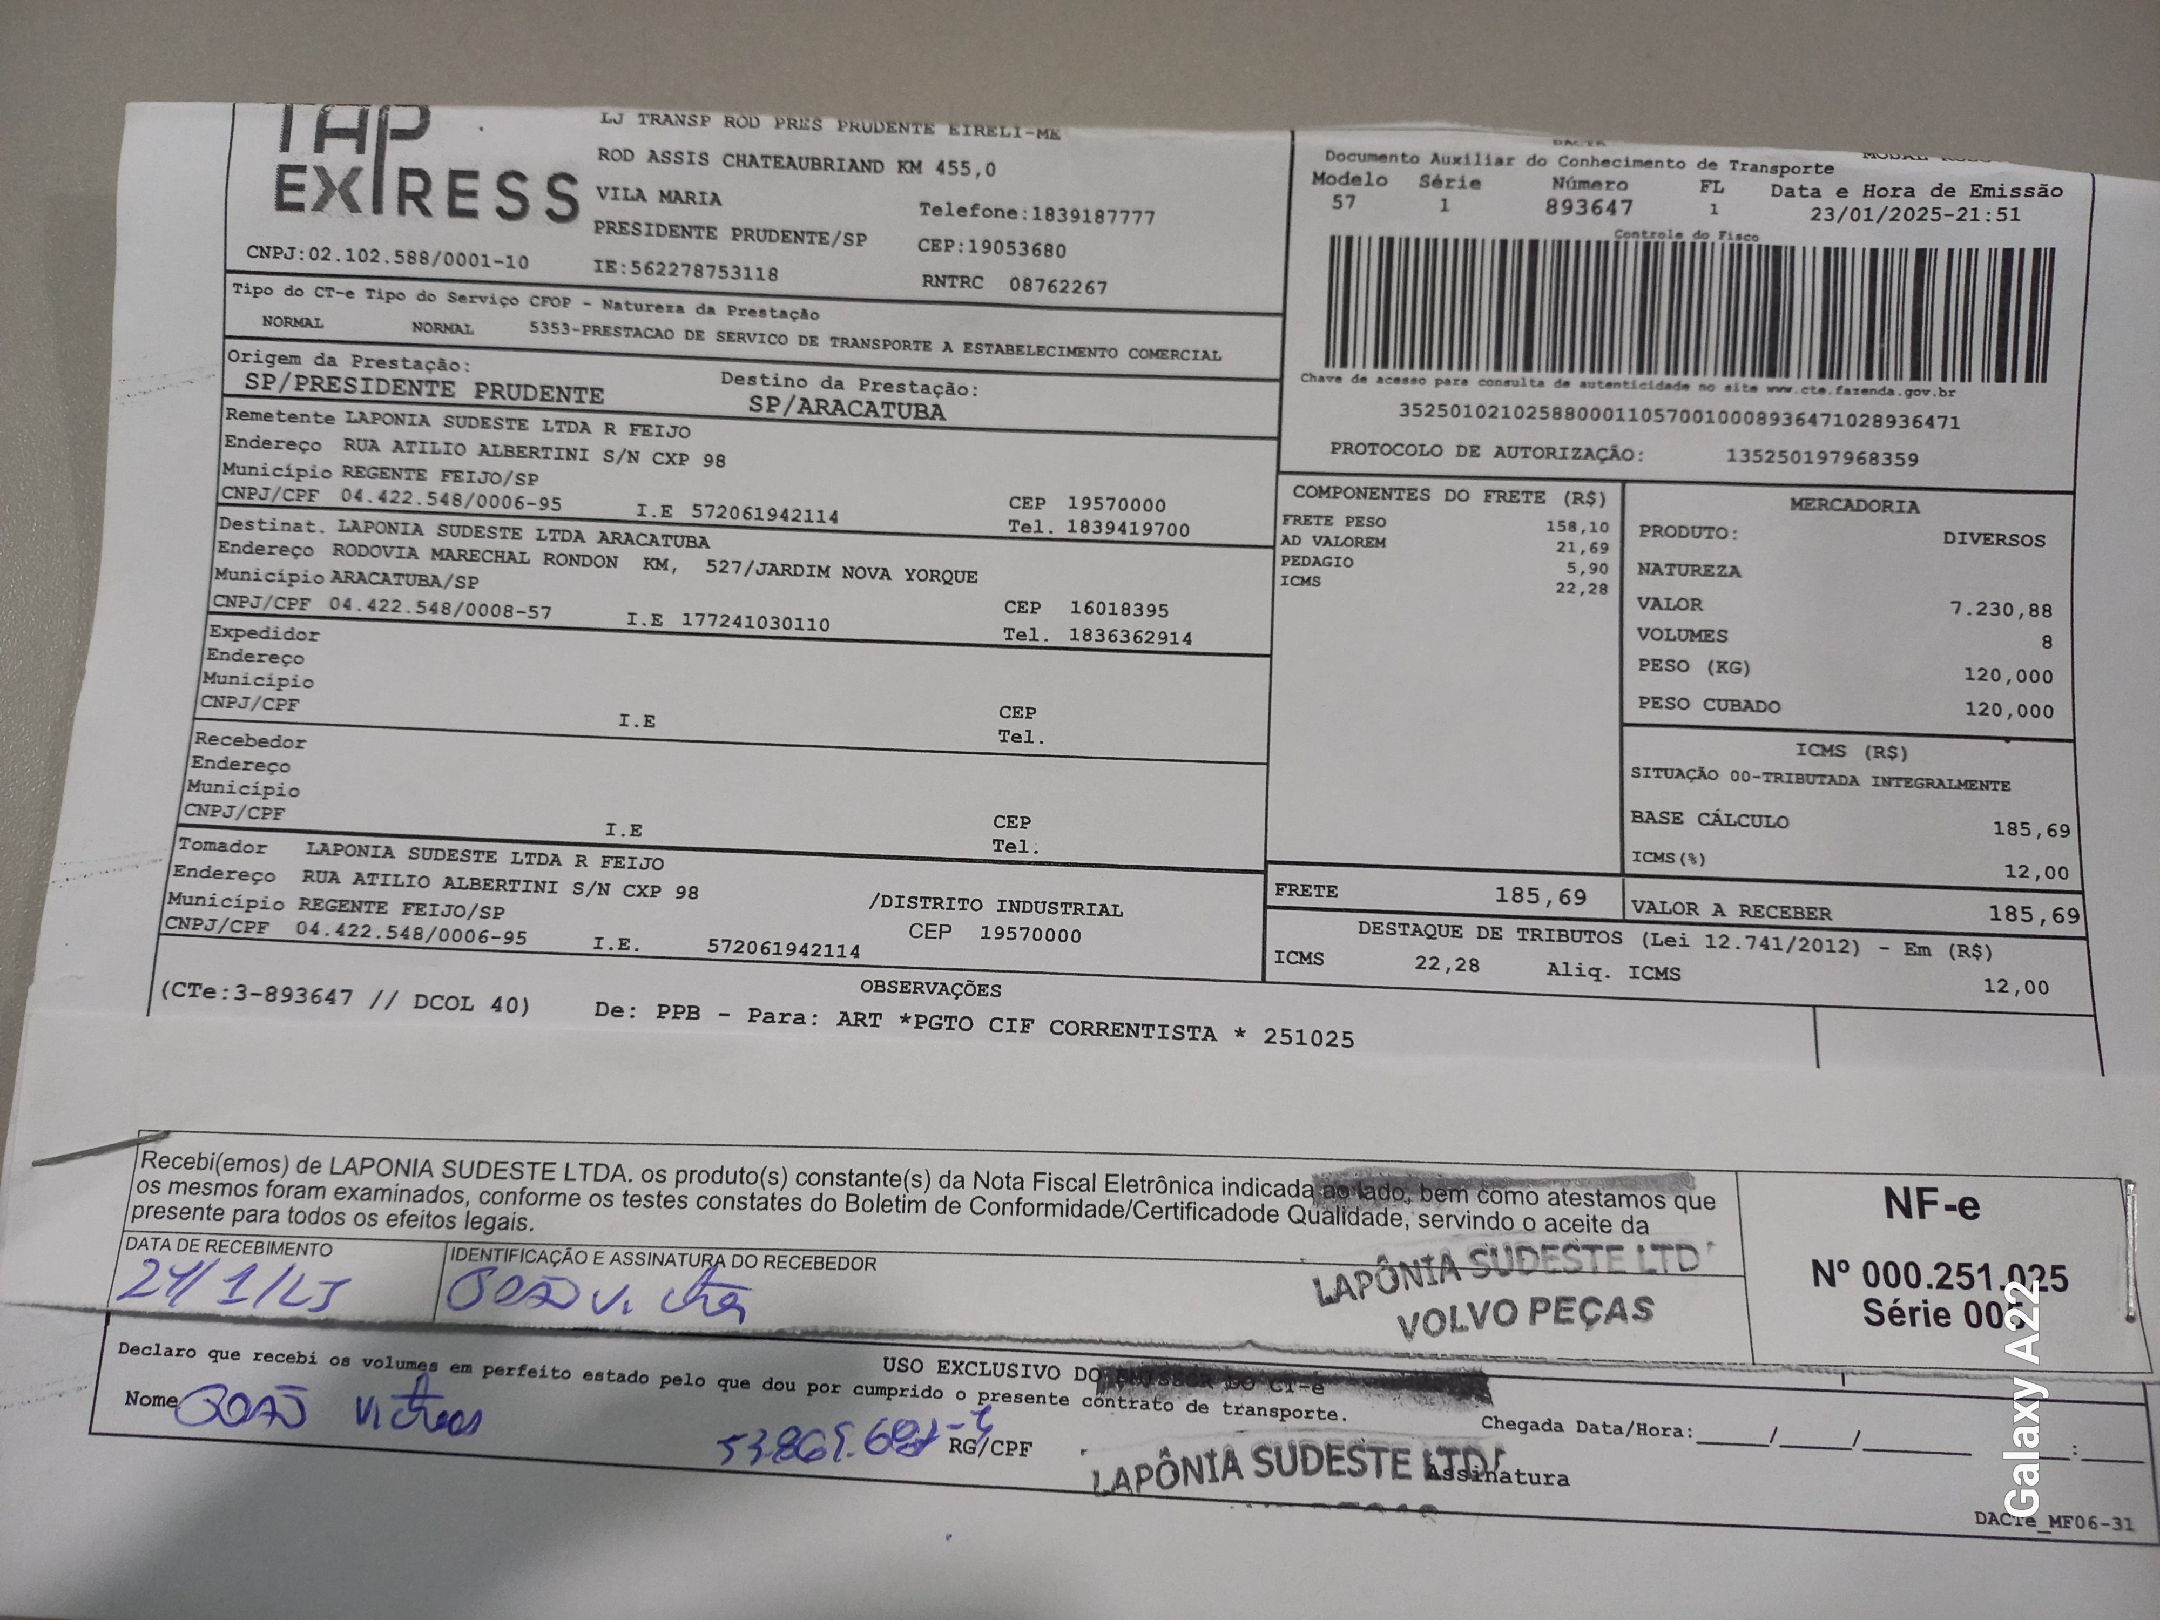 TAP
EXPRESS
LJ TRANSP ROD PRES PRUDENTE EIRELI-ME
ROD ASSIS CHATEAUBRIAND KM 455,0
VILA MARIA
Telefone:1839187777
PRESIDENTE PRUDENTE/SP
CEP:19053680
CNPJ:02.102.588/0001-10
IE:562278753118
RNTRC 08762267
DACTE
Documento Auxiliar do Conhecimento de Transporte
Modelo Série Número FL Data e Hora de Emissão
57 1 893647 1 23/01/2025-21:51
Controle do Fisco
Chave de acesso para consulta de autenticidade no site www.cte.fazenda.gov.br
35250102102588000110570010008936471028936471
PROTOCOLO DE AUTORIZAÇÃO: 135250197968359
Tipo do CT-e Tipo do Serviço CFOP - Natureza da Prestação
NORMAL NORMAL 5353-PRESTACAO DE SERVICO DE TRANSPORTE A ESTABELECIMENTO COMERCIAL
Origem da Prestação: Destino da Prestação:
SP/PRESIDENTE PRUDENTE SP/ARACATUBA
Remetente LAPONIA SUDESTE LTDA R FEIJO
Endereço RUA ATILIO ALBERTINI S/N CXP 98
Município REGENTE FEIJO/SP CEP 19570000
CNPJ/CPF 04.422.548/0006-95 I.E 572061942114 Tel. 1839419700
Destinat. LAPONIA SUDESTE LTDA ARACATUBA
Endereço RODOVIA MARECHAL RONDON KM, 527/JARDIM NOVA YORQUE
Município ARACATUBA/SP CEP 16018395
CNPJ/CPF 04.422.548/0008-57 I.E 177241030110 Tel. 1836362914
Expedidor
Endereço
Município CEP
CNPJ/CPF I.E Tel.
Recebedor
Endereço
Município CEP
CNPJ/CPF I.E Tel.
Tomador LAPONIA SUDESTE LTDA R FEIJO
Endereço RUA ATILIO ALBERTINI S/N CXP 98 /DISTRITO INDUSTRIAL
Município REGENTE FEIJO/SP CEP 19570000
CNPJ/CPF 04.422.548/0006-95 I.E. 572061942114
COMPONENTES DO FRETE (R$)
FRETE PESO 158,10
AD VALOREM 21,69
PEDAGIO 5,90
ICMS 22,28
MERCADORIA
PRODUTO: DIVERSOS
NATUREZA
VALOR 7.230,88
VOLUMES 8
PESO (KG) 120,000
PESO CUBADO 120,000
ICMS (R$)
SITUAÇÃO 00-TRIBUTADA INTEGRALMENTE
BASE CÁLCULO 185,69
ICMS(%) 12,00
FRETE 185,69 VALOR A RECEBER 185,69
DESTAQUE DE TRIBUTOS (Lei 12.741/2012) - Em (R$)
ICMS 22,28 Aliq. ICMS 12,00
OBSERVAÇÕES
(CTe:3-893647 // DCOL 40) De: PPB - Para: ART *PGTO CIF CORRENTISTA * 251025
Recebi(emos) de LAPONIA SUDESTE LTDA. os produto(s) constante(s) da Nota Fiscal Eletrônica indicada ao lado, bem como atestamos que
os mesmos foram examinados, conforme os testes constates do Boletim de Conformidade/Certificadode Qualidade, servindo o aceite da
presente para todos os efeitos legais.
DATA DE RECEBIMENTO IDENTIFICAÇÃO E ASSINATURA DO RECEBEDOR
24/1/25
LAPÔNIA SUDESTE LTD
VOLVO PEÇAS
NF-e
Nº 000.251.025
Série 005
USO EXCLUSIVO DO EMISSOR DO CT-e
Declaro que recebi os volumes em perfeito estado pelo que dou por cumprido o presente contrato de transporte.
Nome João Victor RG/CPF
Chegada Data/Hora:_____/_____/________ ____:_____
LAPÔNIA SUDESTE LTD
Assinatura
DACTe_MF06-31
Galaxy A22